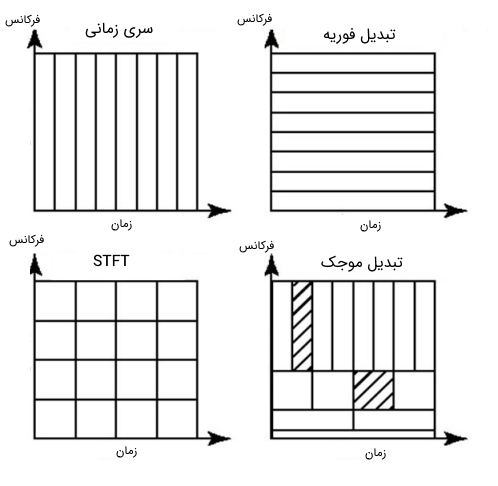 فرکانس
سری زمانی
زمان
فرکانس
تبدیل فوریه
زمان
فرکانس
STFT
زمان
فرکانس
تبدیل موجک
زمان